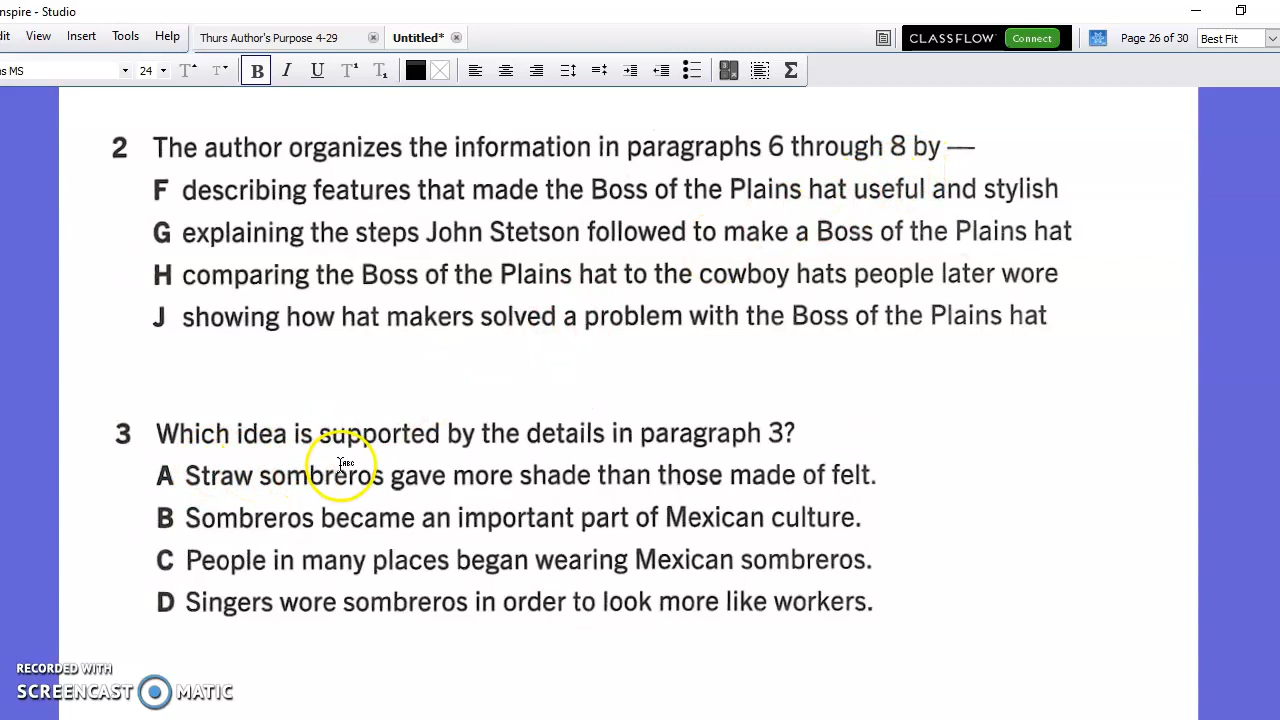 nspire - Studio
dit View Insert Tools Help Thurs Author's Purpose 4-29 Untitled* CLASSFLOW Connect Page 26 of 30 Best Fit
ns MS 24 B I U T T Σ
2 The author organizes the information in paragraphs 6 through 8 by —
F describing features that made the Boss of the Plains hat useful and stylish
G explaining the steps John Stetson followed to make a Boss of the Plains hat
H comparing the Boss of the Plains hat to the cowboy hats people later wore
J showing how hat makers solved a problem with the Boss of the Plains hat
3 Which idea is supported by the details in paragraph 3?
ABC
A Straw sombreros gave more shade than those made of felt.
B Sombreros became an important part of Mexican culture.
C People in many places began wearing Mexican sombreros.
D Singers wore sombreros in order to look more like workers.
RECORDED WITH
SCREENCAST MATIC